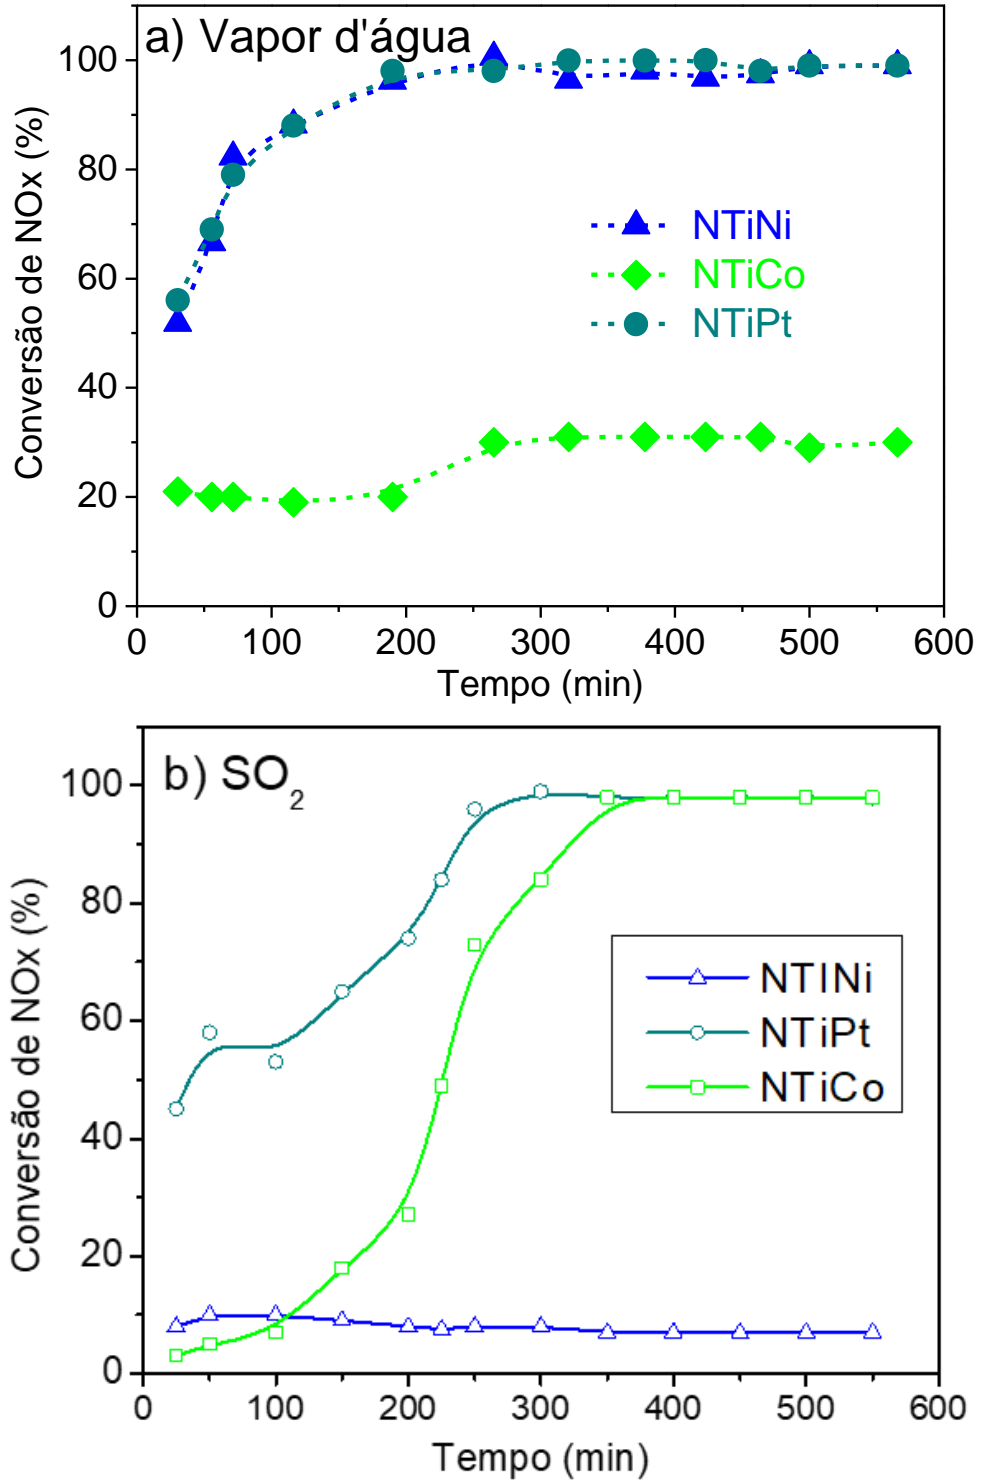 a) Vapor d'água
Conversão de NOx (%)
100
80
60
40
20
0
NTiNi
NTiCo
NTiPt
0 100 200 300 400 500 600
Tempo (min)
b) SO2
Conversão de NOx (%)
100
80
60
40
20
0
NTINi
NTiPt
NTiCo
0 100 200 300 400 500 600
Tempo (min)